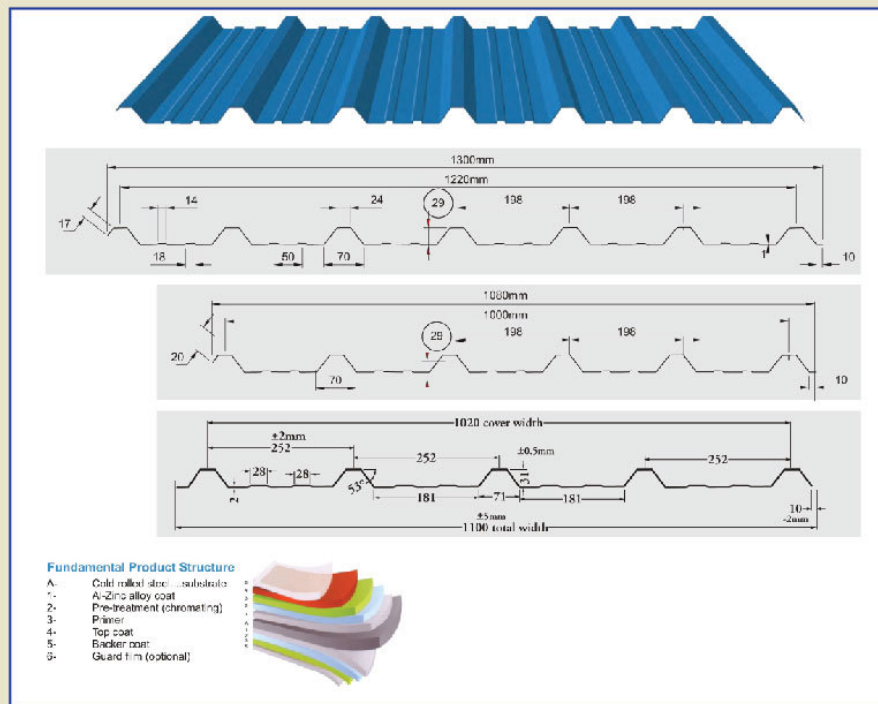 1300mm
1220mm
14
24
29
198
198
17
18
50
70
1
10
1080mm
1000mm
29
198
198
20
70
10
1020 cover width
±2mm
252
252
±0.5mm
252
28
28
53°
31
2
181
71
181
10
-2mm
±5mm
1100 total width
Fundamental Product Structure
A- Cold rolled steel substrate
1- Al-Zinc alloy coat
2- Pre-treatment (chromating)
3- Primer
4- Top coat
5- Backer coat
6- Guard film (optional)